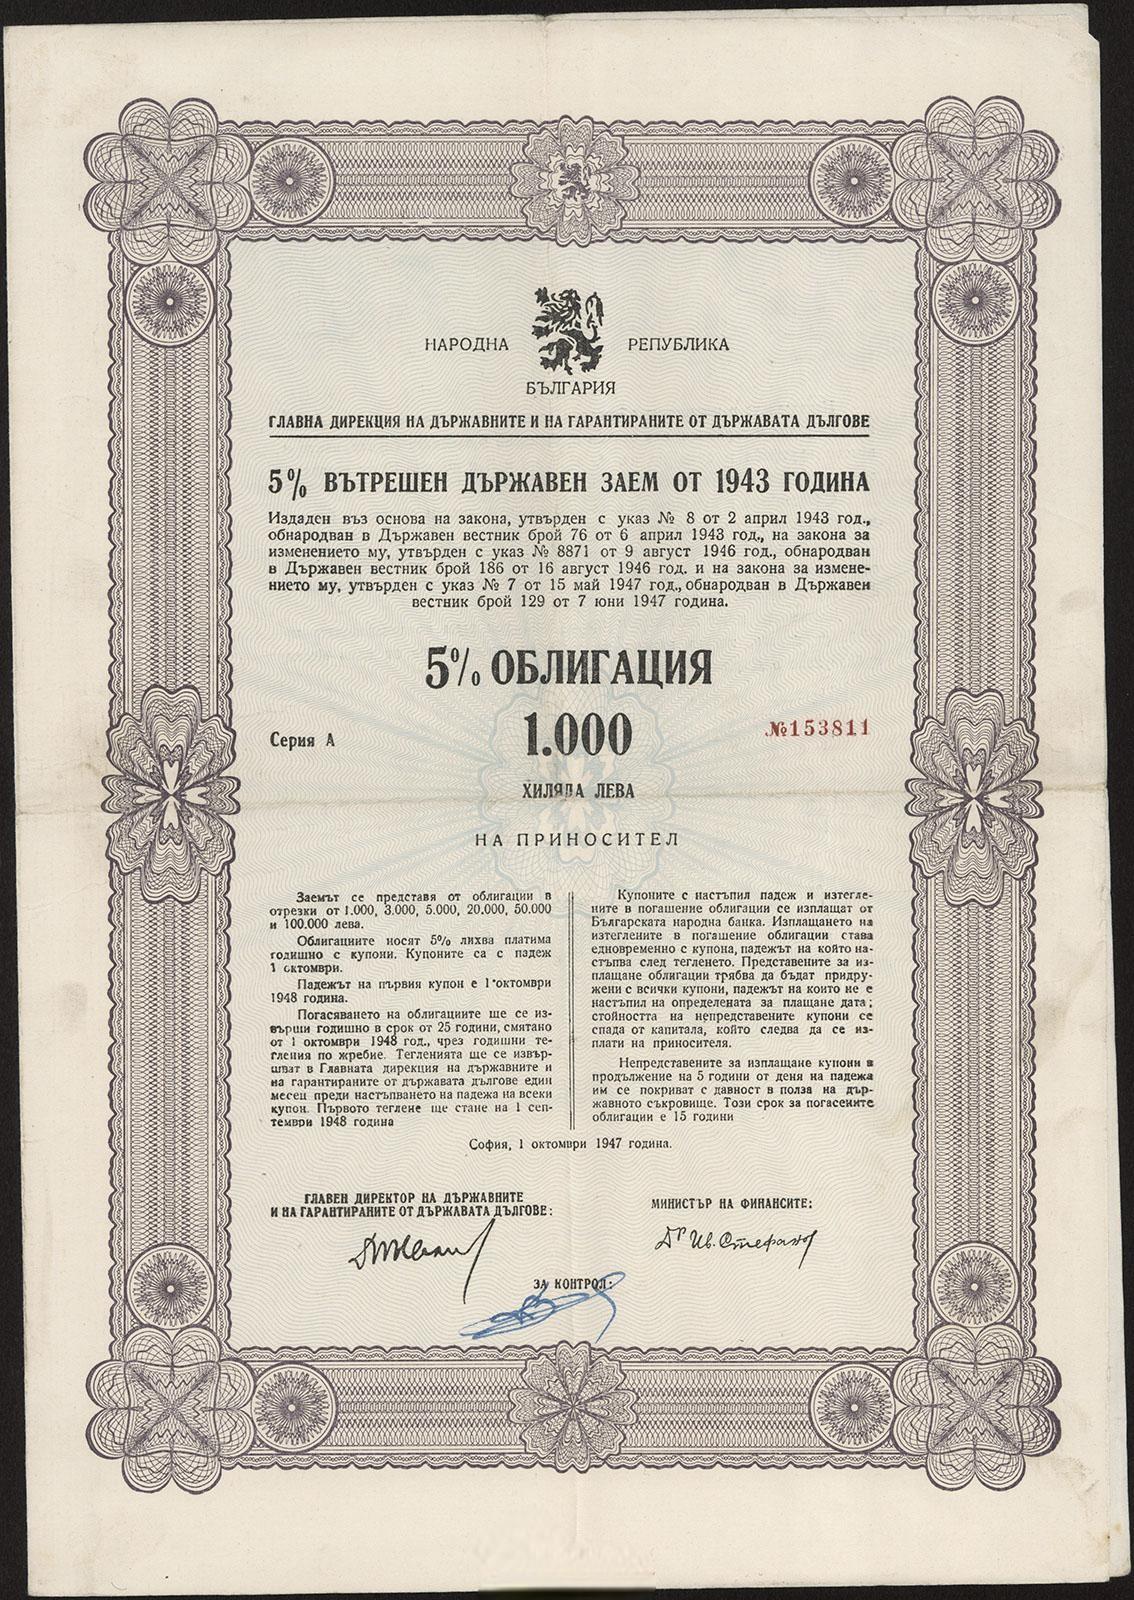 НАРОДНА РЕПУБЛИКА
БЪЛГАРИЯ
ГЛАВНА ДИРЕКЦИЯ НА ДЪРЖАВНИТЕ И НА ГАРАНТИРАНИТЕ ОТ ДЪРЖАВАТА ДЪЛГОВЕ
5% ВЪТРЕШЕН ДЪРЖАВЕН ЗАЕМ ОТ 1943 ГОДИНА
Издаден въз основа на закона, утвърден с указ № 8 от 2 април 1943 год.,
обнародван в Държавен вестник брой 76 от 6 април 1943 год., на закона за
изменението му, утвърден с указ № 8871 от 9 август 1946 год., обнародван
в Държавен вестник брой 186 от 16 август 1946 год. и на закона за измене-
нието му, утвърден с указ № 7 от 15 май 1947 год., обнародван в Държавен
вестник брой 129 от 7 юни 1947 година.
5% ОБЛИГАЦИЯ
Серия А 1.000 №153811
ХИЛЯДА ЛЕВА
НА ПРИНОСИТЕЛ
Заемът се представя от облигации в
отрезки от 1.000, 3.000, 5.000, 20.000, 50.000
и 100.000 лева.
Облигациите носят 5% лихва платима
годишно с купони. Купоните са с падеж
1 октомври.
Падежът на първия купон е 1 октомври
1948 година.
Погасяването на облигациите ще се из-
върши годишно в срок от 25 години, смятано
от 1 октомври 1948 год., чрез годишни те-
гления по жребие. Тегленията ще се извър-
шват в Главната дирекция на държавните и
на гарантираните от държавата дългове един
месец преди настъпването на падежа на всеки
купон. Първото теглене ще стане на 1 сеп-
тември 1948 година
Купоните с настъпил падеж и изтегле-
ните в погашение облигации се изплащат от
Българската народна банка. Изплащането на
изтеглените в погашение облигации става
едновременно с купона, падежът на който на-
стъпва след тегленето. Представените за из-
плащане облигации трябва да бъдат придру-
жени с всички купони, падежът на които не е
настъпил на определената за плащане дата;
стойността на непредставените купони се
спада от капитала, който следва да се из-
плати на приносителя.
Непредставените за изплащане купони в
продължение на 5 години от деня на падежа
им се покриват с давност в полза на дър-
жавното съкровище. Този срок за погасените
облигации е 15 години
София, 1 октомври 1947 година.
ГЛАВЕН ДИРЕКТОР НА ДЪРЖАВНИТЕ
И НА ГАРАНТИРАНИТЕ ОТ ДЪРЖАВАТА ДЪЛГОВЕ:
МИНИСТЪР НА ФИНАНСИТЕ:
Др Ив. Стефанов
ЗА КОНТРОЛ: